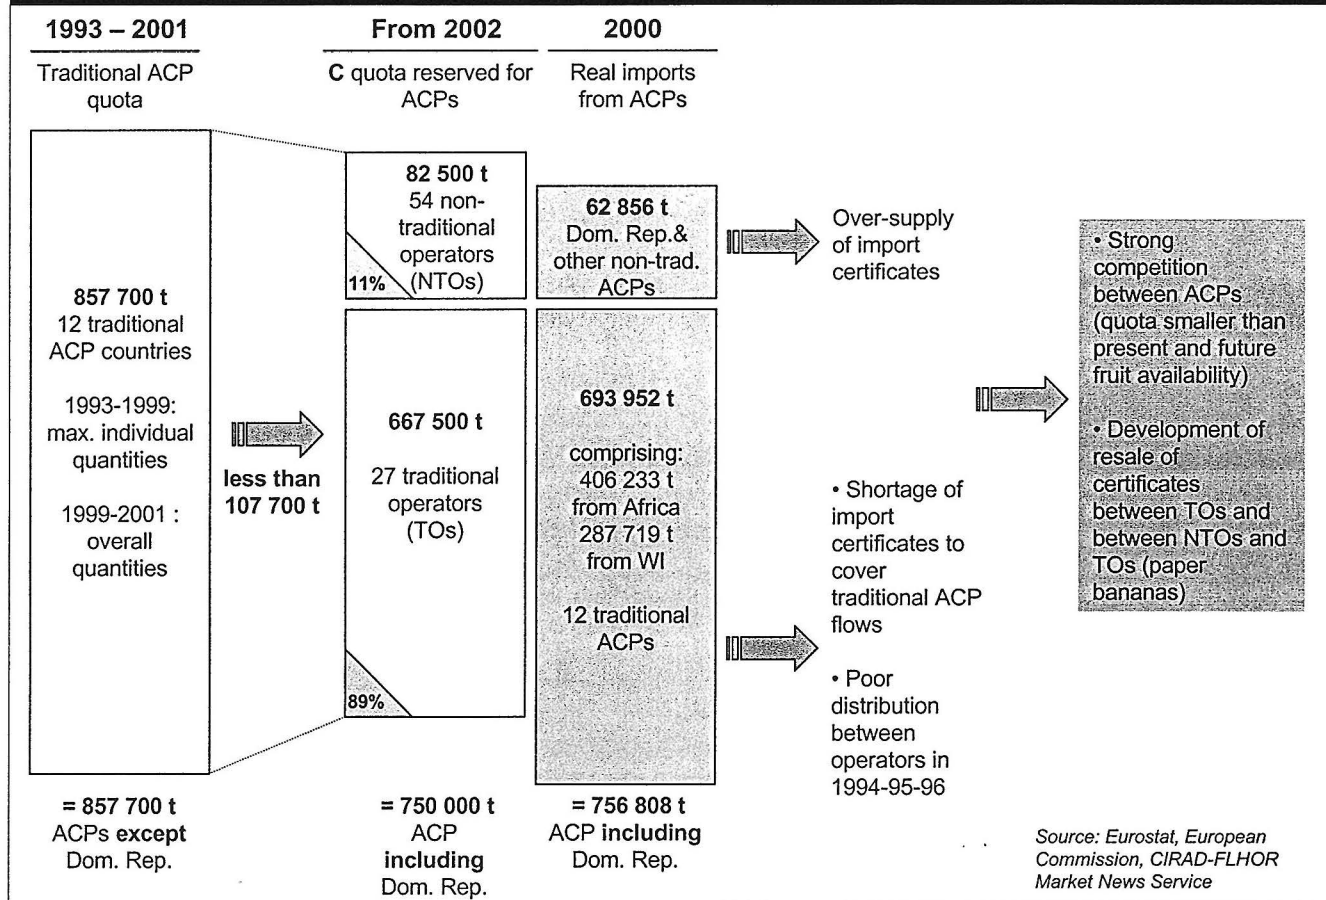 1993 – 2001
Traditional ACP
quota
857 700 t
12 traditional
ACP countries
1993-1999:
max. individual
quantities
1999-2001 :
overall
quantities
= 857 700 t
ACPs except
Dom. Rep.
less than
107 700 t
From 2002
C quota reserved for
ACPs
82 500 t
54 non-
traditional
operators
(NTOs)
11%
667 500 t
27 traditional
operators
(TOs)
89%
= 750 000 t
ACP
including
Dom. Rep.
2000
Real imports
from ACPs
62 856 t
Dom. Rep.&
other non-trad.
ACPs
693 952 t
comprising:
406 233 t
from Africa
287 719 t
from WI
12 traditional
ACPs
= 756 808 t
ACP including
Dom. Rep.
Over-supply
of import
certificates
• Shortage of
import
certificates to
cover
traditional ACP
flows
• Poor
distribution
between
operators in
1994-95-96
• Strong
competition
between ACPs
(quota smaller than
present and future
fruit availability)
• Development of
resale of
certificates
between TOs and
between NTOs and
TOs (paper
bananas)
Source: Eurostat, European
Commission, CIRAD-FLHOR
Market News Service